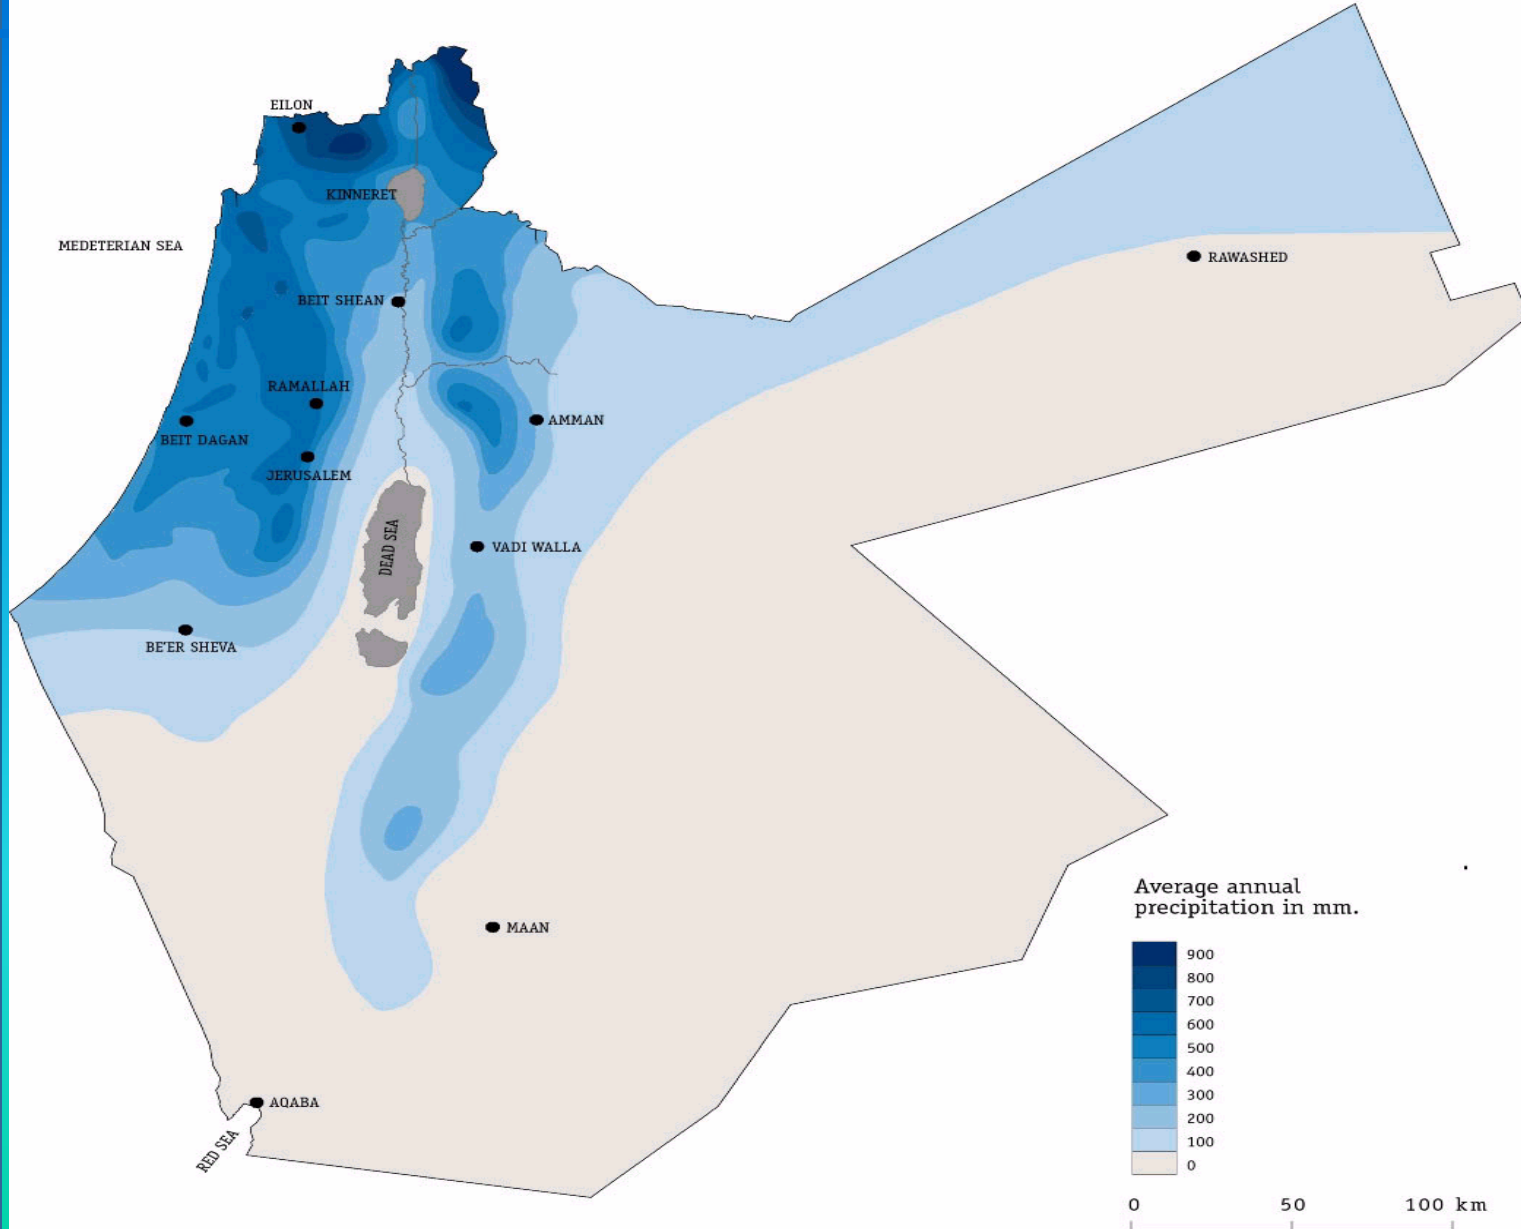 EILON
KINNERET
MEDETERIAN SEA
RAWASHED
BEIT SHEAN
RAMALLAH
AMMAN
BEIT DAGAN
JERUSALEM
DEAD SEA
VADI WALLA
BE'ER SHEVA
MAAN
AQABA
RED SEA
Average annual
precipitation in mm.
900
800
700
600
500
400
300
200
100
0
0 50 100 km